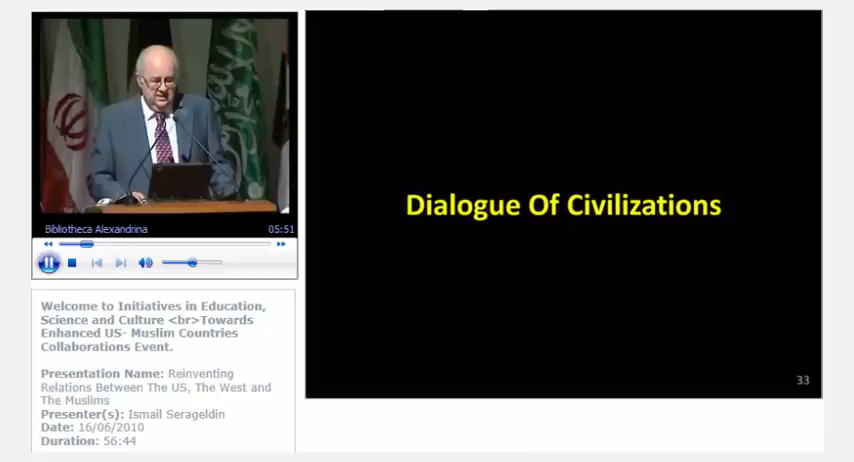 Dialogue Of Civilizations
33
Bibliotheca Alexandrina 05:51
Welcome to Initiatives in Education,
Science and Culture <br>Towards
Enhanced US- Muslim Countries
Collaborations Event.
Presentation Name: Reinventing
Relations Between The US, The West and
The Muslims
Presenter(s): Ismail Serageldin
Date: 16/06/2010
Duration: 56:44